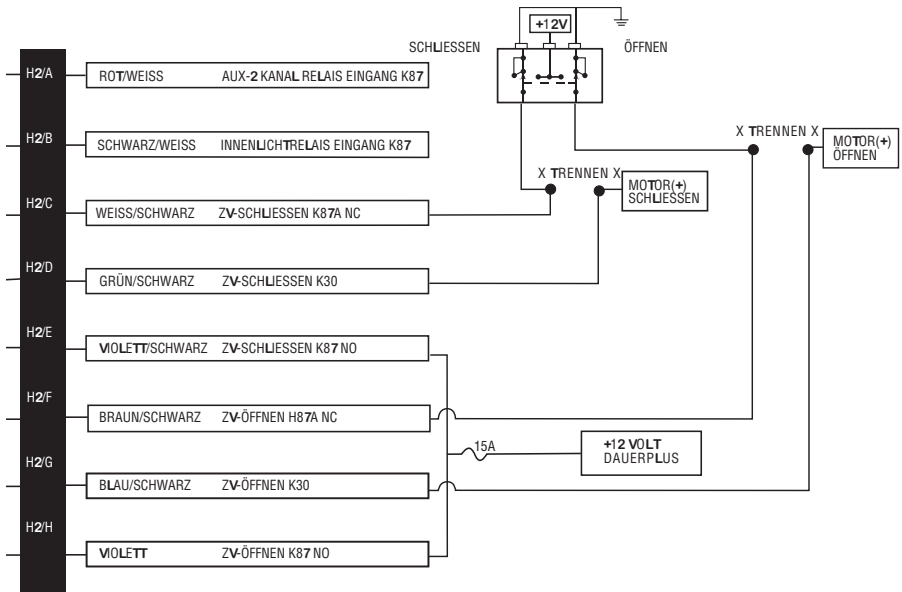 +12V
SCHLIESSEN
ÖFFNEN
H2/A
ROT/WEISS AUX-2 KANAL RELAIS EINGANG K87
H2/B
SCHWARZ/WEISS INNENLICHTRELAIS EINGANG K87
X TRENNEN X
MOTOR(+)
ÖFFNEN
X TRENNEN X
MOTOR(+)
SCHLIESSEN
H2/C
WEISS/SCHWARZ ZV-SCHLIESSEN K87A NC
H2/D
GRÜN/SCHWARZ ZV-SCHLIESSEN K30
H2/E
VIOLETT/SCHWARZ ZV-SCHLIESSEN K87 NO
H2/F
BRAUN/SCHWARZ ZV-ÖFFNEN H87A NC
15A
+12 VOLT
DAUERPLUS
H2/G
BLAU/SCHWARZ ZV-ÖFFNEN K30
H2/H
VIOLETT ZV-ÖFFNEN K87 NO